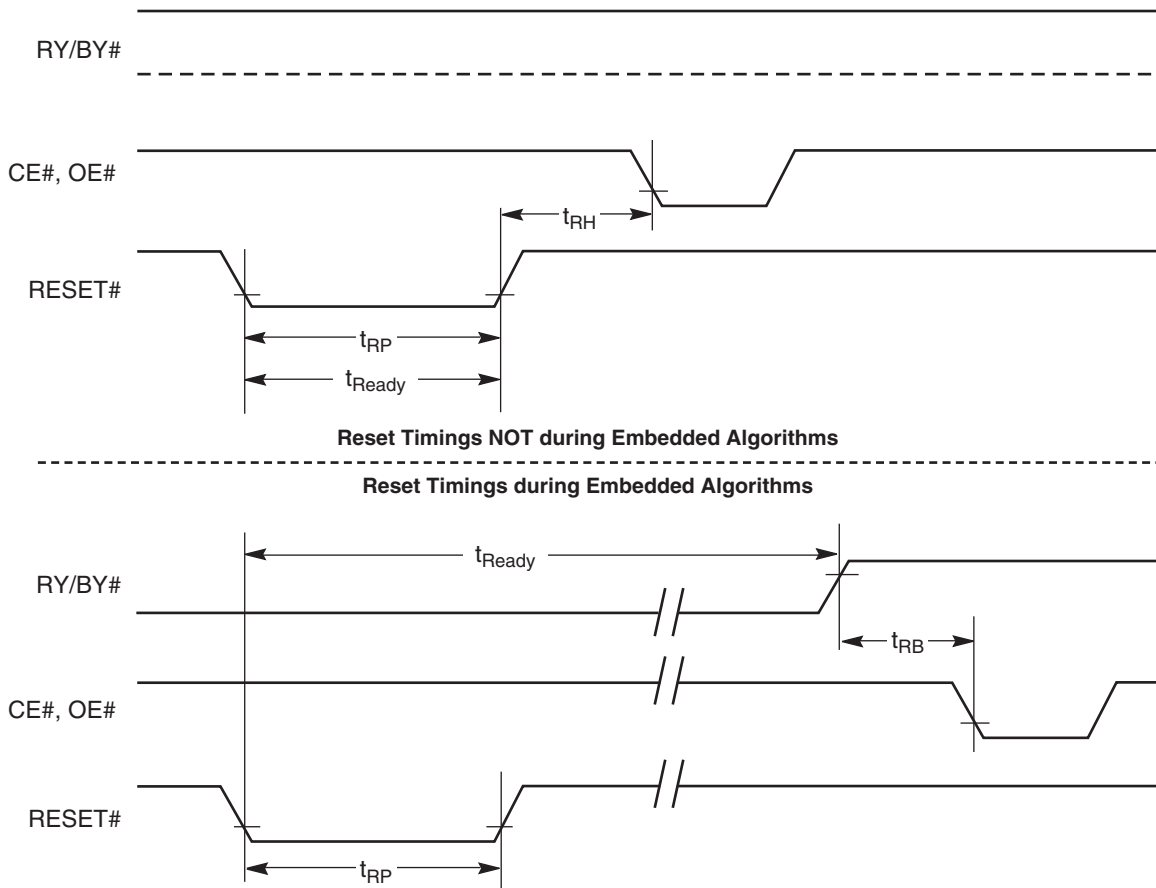 RY/BY#
CE#, OE#
tRH
RESET#
tRP
tReady
Reset Timings NOT during Embedded Algorithms
Reset Timings during Embedded Algorithms
tReady
RY/BY#
tRB
CE#, OE#
RESET#
tRP